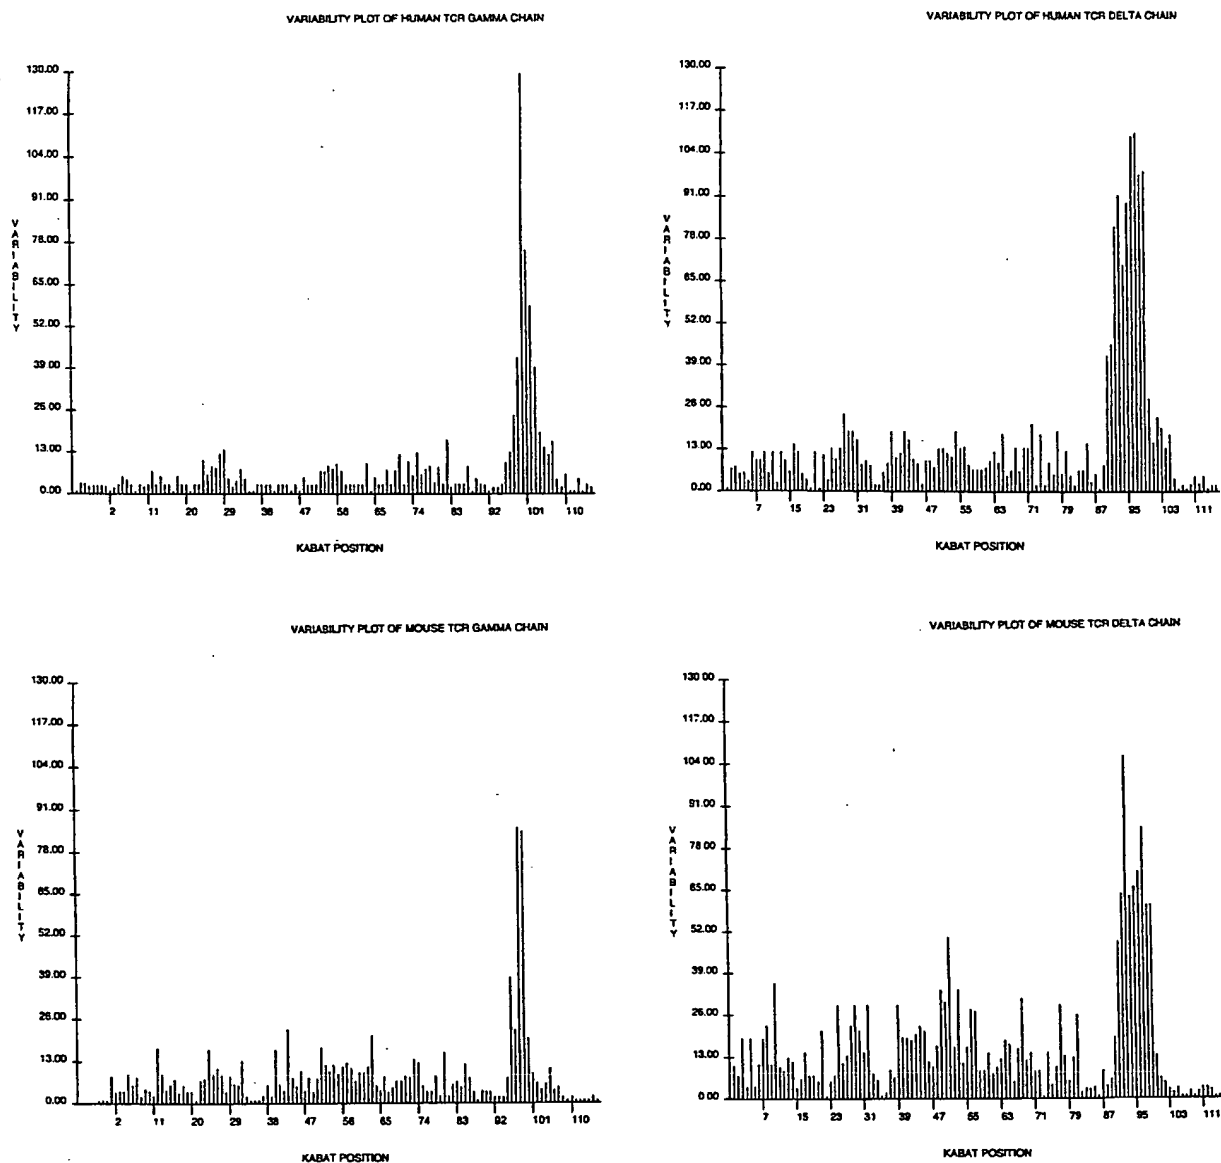 VARIABILITY PLOT OF HUMAN TCR GAMMA CHAIN
130.00
117.00
104.00
91.00
78.00
65.00
52.00
39.00
26.00
13.00
0.00
VARIABILITY
2 11 20 29 38 47 56 65 74 83 92 101 110
KABAT POSITION
VARIABILITY PLOT OF HUMAN TCR DELTA CHAIN
130.00
117.00
104.00
91.00
78.00
65.00
52.00
39.00
26.00
13.00
0.00
VARIABILITY
7 15 23 31 39 47 55 63 71 79 87 95 103 111
KABAT POSITION
VARIABILITY PLOT OF MOUSE TCR GAMMA CHAIN
130.00
117.00
104.00
91.00
78.00
65.00
52.00
39.00
26.00
13.00
0.00
VARIABILITY
2 11 20 29 38 47 56 65 74 83 92 101 110
KABAT POSITION
VARIABILITY PLOT OF MOUSE TCR DELTA CHAIN
130.00
117.00
104.00
91.00
78.00
65.00
52.00
39.00
26.00
13.00
0.00
VARIABILITY
7 15 23 31 39 47 55 63 71 79 87 95 103 111
KABAT POSITION